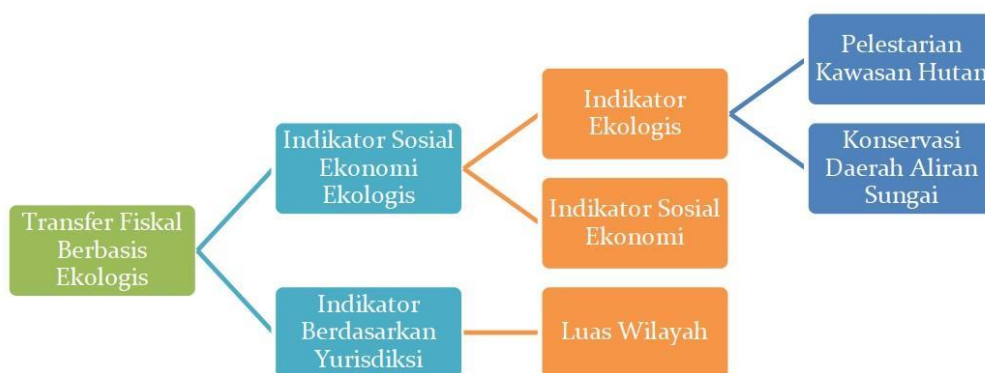 Transfer Fiskal
Berbasis
Ekologis
Indikator Sosial
Ekonomi
Ekologis
Indikator
Berdasarkan
Yurisdiksi
Indikator
Ekologis
Indikator Sosial
Ekonomi
Luas Wilayah
Pelestarian
Kawasan Hutan
Konservasi
Daerah Aliran
Sungai